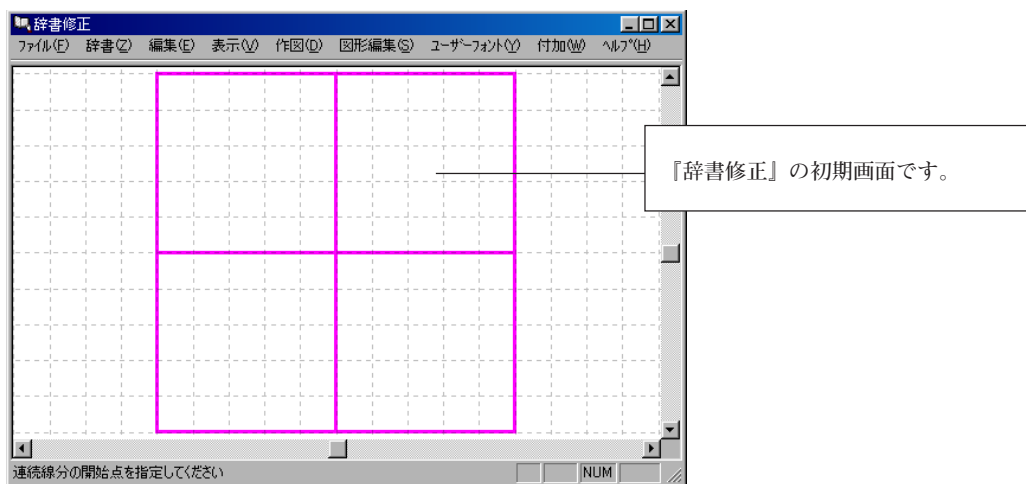 辞書修正
ﾌｧｲﾙ(F) 辞書(Z) 編集(E) 表示(V) 作図(D) 図形編集(S) ﾕｰｻﾞｰﾌｫﾝﾄ(Y) 付加(W) ﾍﾙﾌﾟ(H)
『辞書修正』の初期画面です。
連続線分の開始点を指定してください
NUM